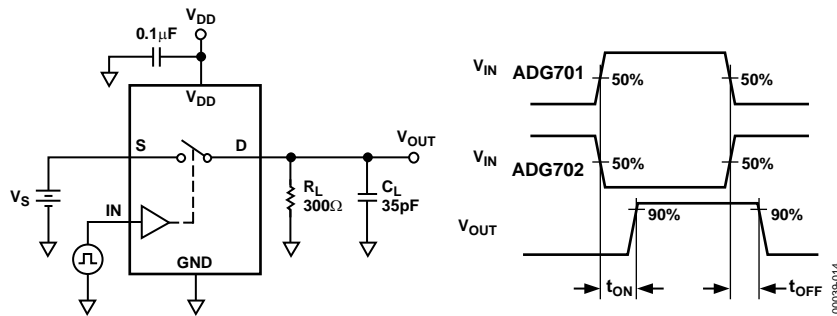 V_DD
0.1µF
V_DD
S
D
V_OUT
V_S
IN
R_L
300Ω
C_L
35pF
GND
V_IN ADG701 50% 50%
V_IN ADG702 50% 50%
V_OUT 90% 90%
t_ON t_OFF
00039-014